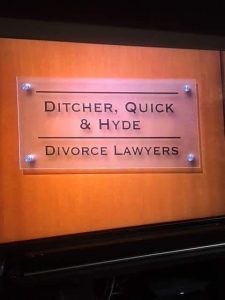 Ditcher, Quick
& Hyde
Divorce Lawyers